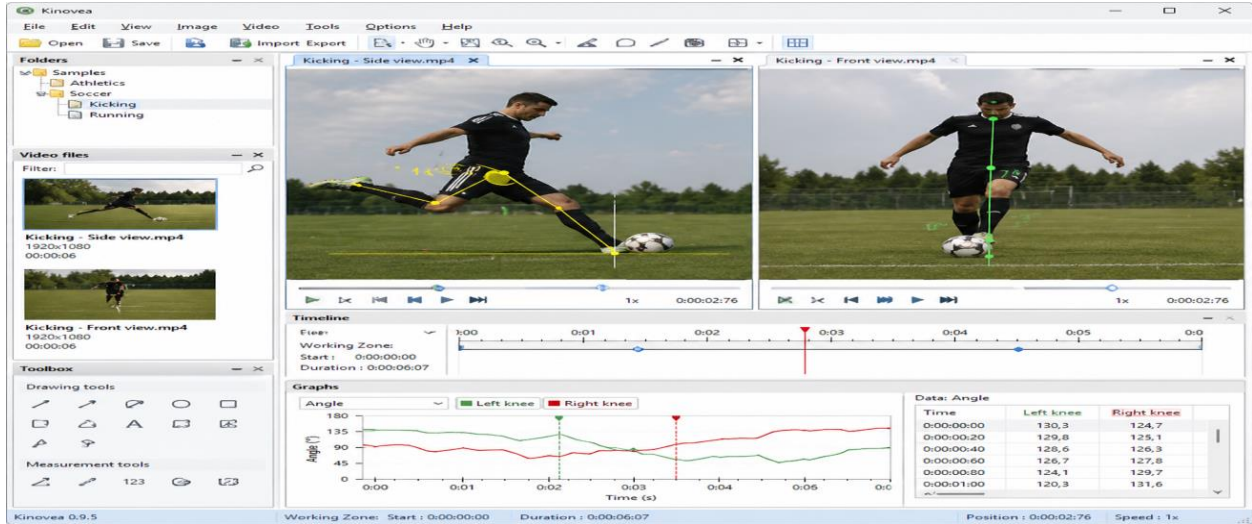 Kinovea
File Edit View Image Video Tools Options Help
Open Save Import Export
Folders
Samples
Athletics
Soccer
Kicking
Running
Video files
Filter:
Kicking - Side view.mp4
1920x1080
00:00:06
Kicking - Front view.mp4
1920x1080
00:00:06
Toolbox
Drawing tools
A
Measurement tools
123
Kicking - Side view.mp4
1x 0:00:02:76
Kicking - Front view.mp4
7
1x 0:00:02:76
Timeline
0:01 0:02 0:03 0:04 0:05 0:0
Working Zone:
Start : 0:00:00:00
Duration : 0:00:06:07
Graphs
Angle Left knee Right knee
180
135
90
45
0
Angle (°)
0:00 0:01 0:02 0:03 0:04 0:05 0:0
Time (s)
Data: Angle
Time Left knee Right knee
0:00:00:00 130,3 124,7
0:00:00:20 129,8 125,1
0:00:00:40 128,6 126,3
0:00:00:60 126,7 127,8
0:00:00:80 124,1 129,7
0:00:01:00 120,3 131,6
Kinovea 0.9.5 Working Zone: Start : 0:00:00:00 Duration : 0:00:06:07 Position : 0:00:02:76 Speed : 1x